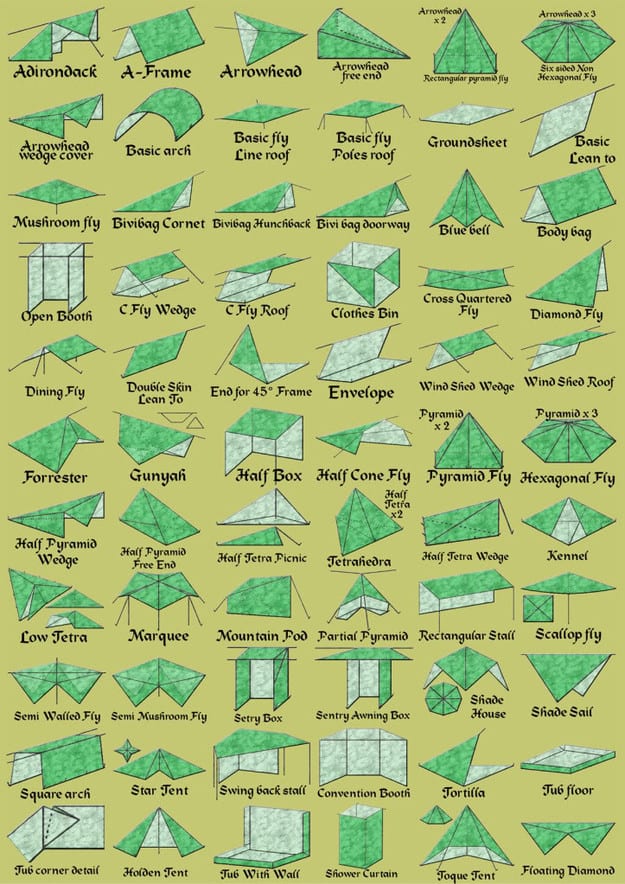 Adirondack
A-Frame
Arrowhead
Arrowhead
free end
Arrowhead
x 2
Rectangular pyramid fly
Arrowhead x 3
Six sided Non
Hexagonal Fly
Arrowhead
wedge cover
Basic arch
Basic fly
Line roof
Basic fly
Poles roof
Groundsheet
Basic
Lean to
Mushroom fly
Bivibag Cornet
Bivibag Hunchback
Bivi bag doorway
Blue bell
Body bag
Open Booth
C Fly Wedge
C Fly Roof
Clothes Bin
Cross Quartered
Fly
Diamond Fly
Dining Fly
Double Skin
Lean To
End for 45° Frame
Envelope
Wind Shed Wedge
Wind Shed Roof
Forrester
Gunyah
Half Box
Half Cone Fly
Pyramid
x 2
Pyramid Fly
Pyramid x 3
Hexagonal Fly
Half Pyramid
Wedge
Half Pyramid
Free End
Half Tetra Picnic
Half
Tetra
x2
Tetrahedra
Half Tetra Wedge
Kennel
Low Tetra
Marquee
Mountain Pod
Partial Pyramid
Rectangular Stall
Scallop fly
Semi Walled Fly
Semi Mushroom Fly
Setry Box
Sentry Awning Box
Shade
House
Shade Sail
Square arch
Star Tent
Swing back stall
Convention Booth
Tortilla
Tub floor
Tub corner detail
Holden Tent
Tub With Wall
Shower Curtain
Toque Tent
Floating Diamond